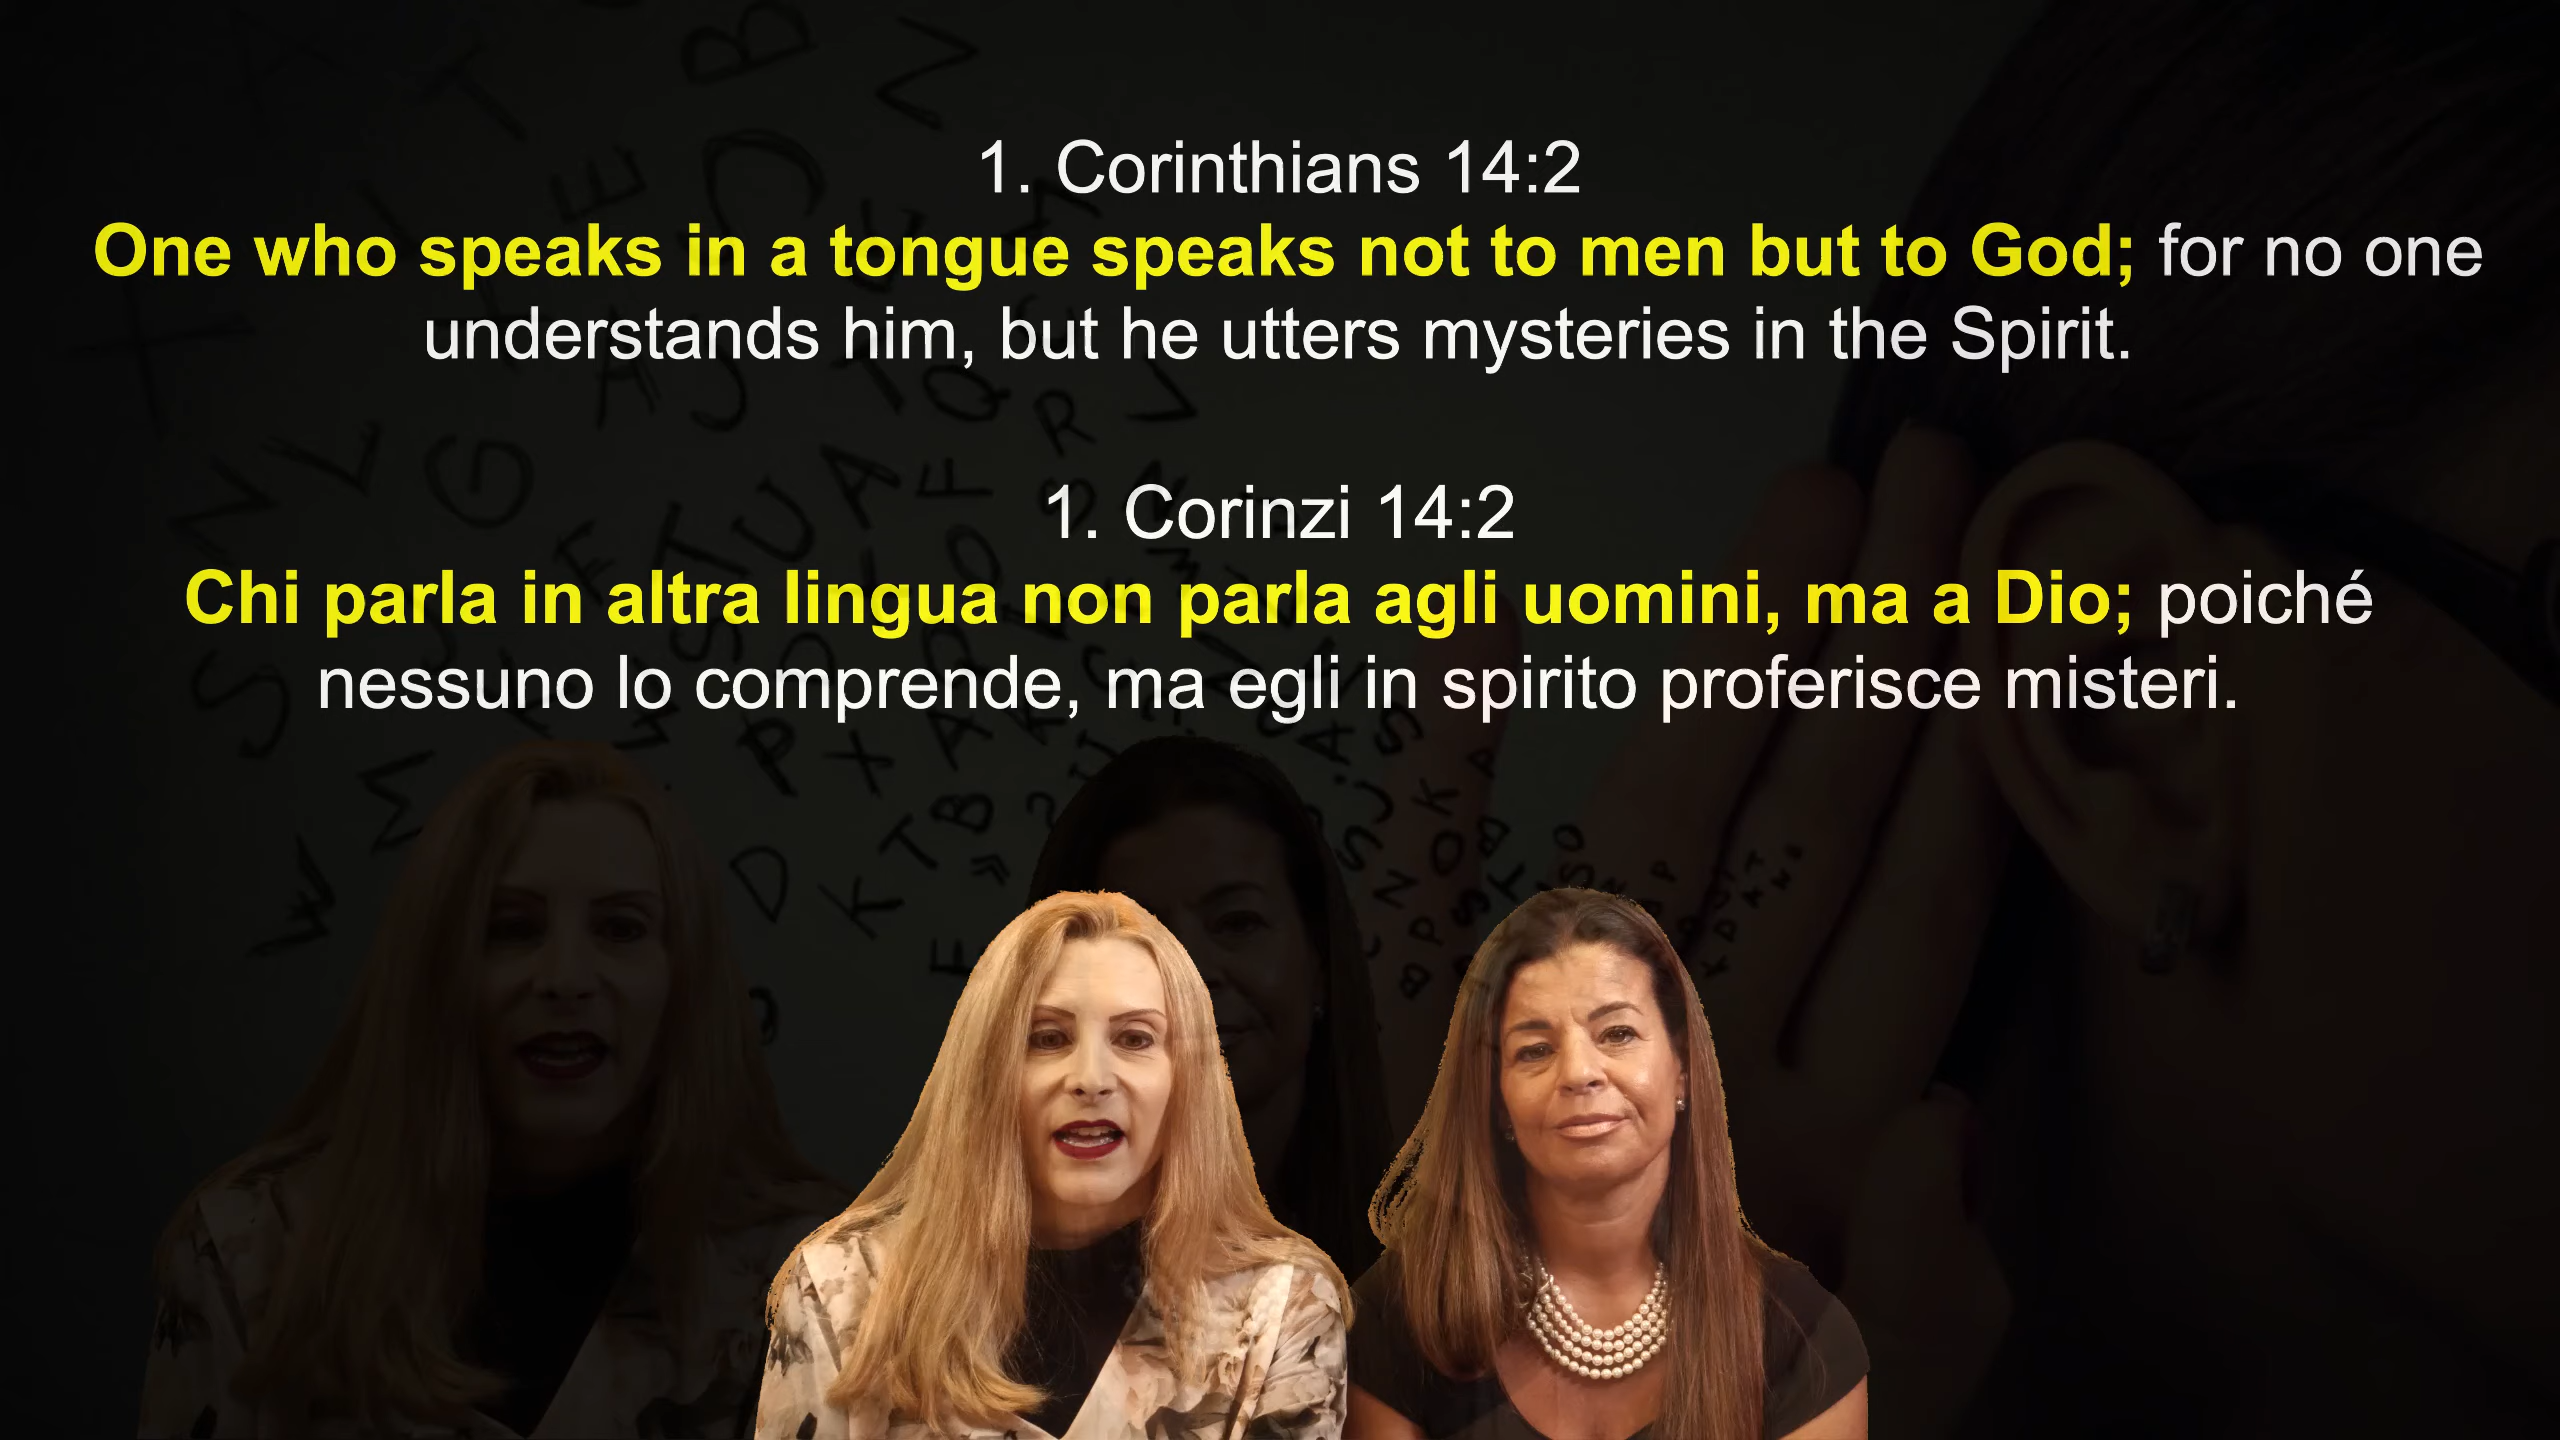 1. Corinthians 14:2
One who speaks in a tongue speaks not to men but to God; for no one
understands him, but he utters mysteries in the Spirit.
1. Corinzi 14:2
Chi parla in altra lingua non parla agli uomini, ma a Dio; poiché
nessuno lo comprende, ma egli in spirito proferisce misteri.